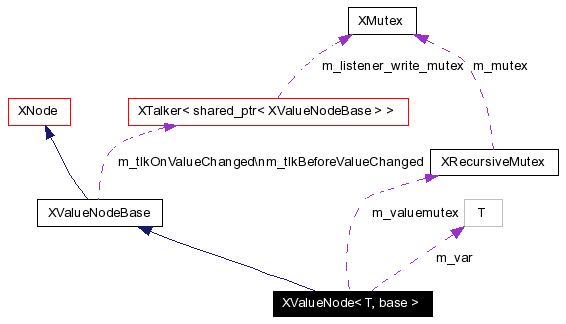 XMutex
m_listener_write_mutex
m_mutex
XNode
XTalker< shared_ptr< XValueNodeBase > >
m_tlkOnValueChanged\nm_tlkBeforeValueChanged
XRecursiveMutex
XValueNodeBase
m_valuemutex
T
m_var
XValueNode< T, base >